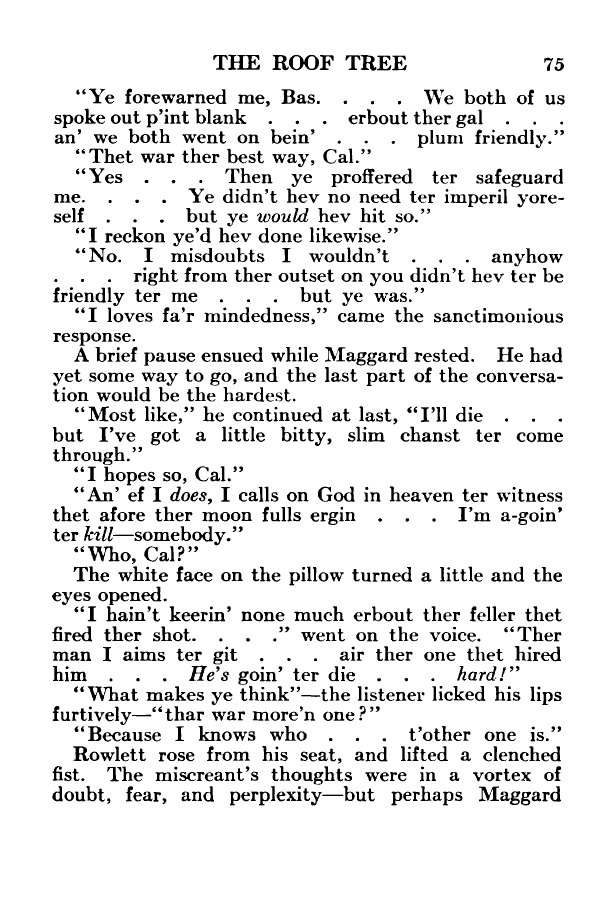 THE ROOF TREE 75
"Ye forewarned me, Bas. . . . We both of us
spoke out p'int blank . . . erbout ther gal . . .
an' we both went on bein' . . . plum friendly."
"Thet war ther best way, Cal."
"Yes . . . Then ye proffered ter safeguard
me. . . . Ye didn't hev no need ter imperil yore-
self . . . but ye would hev hit so."
"I reckon ye'd hev done likewise."
"No. I misdoubts I wouldn't . . . anyhow
. . . right from ther outset on you didn't hev ter be
friendly ter me . . . but ye was."
"I loves fa'r mindedness," came the sanctimonious
response.
A brief pause ensued while Maggard rested. He had
yet some way to go, and the last part of the conversa-
tion would be the hardest.
"Most like," he continued at last, "I'll die . . .
but I've got a little bitty, slim chanst ter come
through."
"I hopes so, Cal."
"An' ef I does, I calls on God in heaven ter witness
thet afore ther moon fulls ergin . . . I'm a-goin'
ter kill—somebody."
"Who, Cal?"
The white face on the pillow turned a little and the
eyes opened.
"I hain't keerin' none much erbout ther feller thet
fired ther shot. . . ." went on the voice. "Ther
man I aims ter git . . . air ther one thet hired
him . . . He's goin' ter die . . . hard!"
"What makes ye think"—the listener licked his lips
furtively—"thar war more'n one?"
"Because I knows who . . . t'other one is."
Rowlett rose from his seat, and lifted a clenched
fist. The miscreant's thoughts were in a vortex of
doubt, fear, and perplexity—but perhaps Maggard